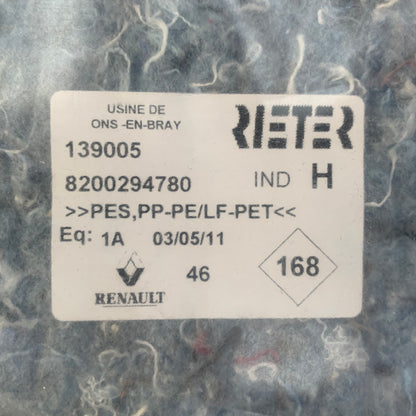 USINE DE
ONS -EN-BRAY
RIETER
139005
8200294780 IND H
>>PES,PP-PE/LF-PET<<
Eq: 1A 03/05/11
RENAULT 46 168